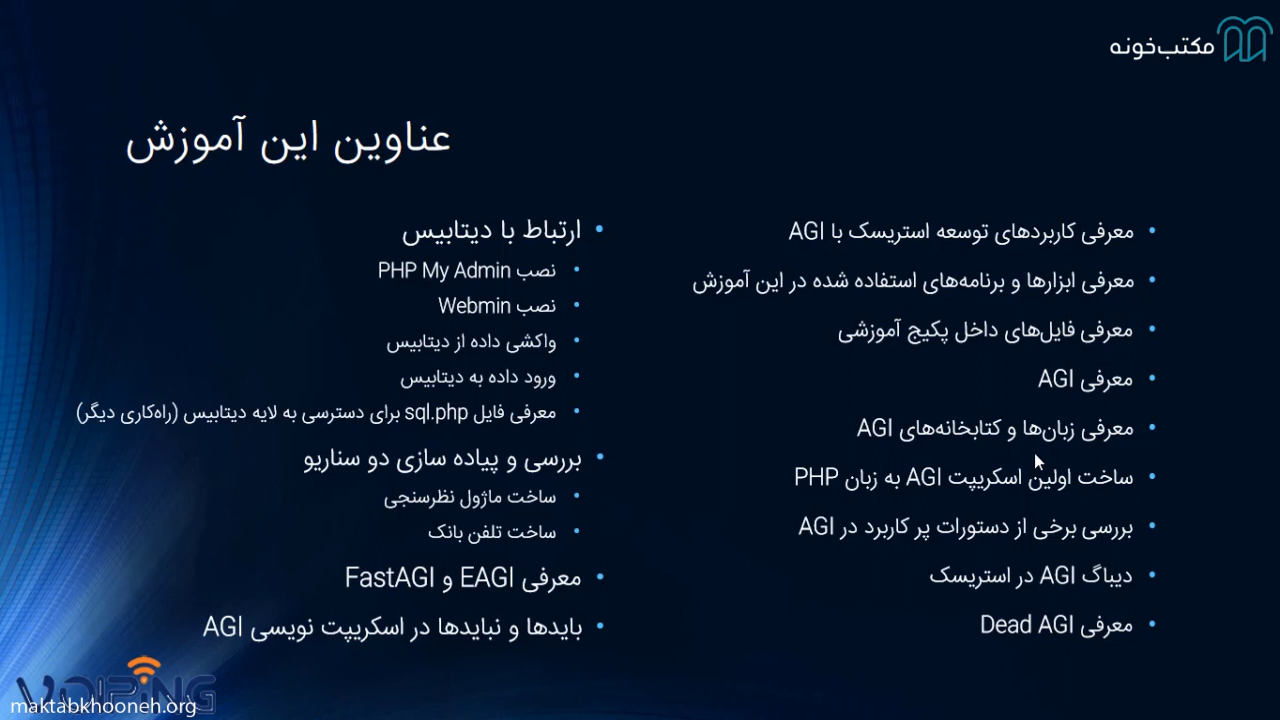 مکتب‌خونه
عناوین این آموزش
معرفی کاربردهای توسعه استریسک با AGI
معرفی ابزارها و برنامه‌های استفاده شده در این آموزش
معرفی فایل‌های داخل پکیج آموزشی
معرفی AGI
معرفی زبان‌ها و کتابخانه‌های AGI
ساخت اولین اسکریپت AGI به زبان PHP
بررسی برخی از دستورات پر کاربرد در AGI
دیباگ AGI در استریسک
معرفی Dead AGI
ارتباط با دیتابیس
نصب PHP My Admin
نصب Webmin
واکشی داده از دیتابیس
ورود داده به دیتابیس
معرفی فایل sql.php برای دسترسی به لایه دیتابیس (راه‌کاری دیگر)
بررسی و پیاده سازی دو سناریو
ساخت ماژول نظرسنجی
ساخت تلفن بانک
معرفی EAGI و FastAGI
بایدها و نبایدها در اسکریپت نویسی AGI
VOIPING
maktabkhooneh.org